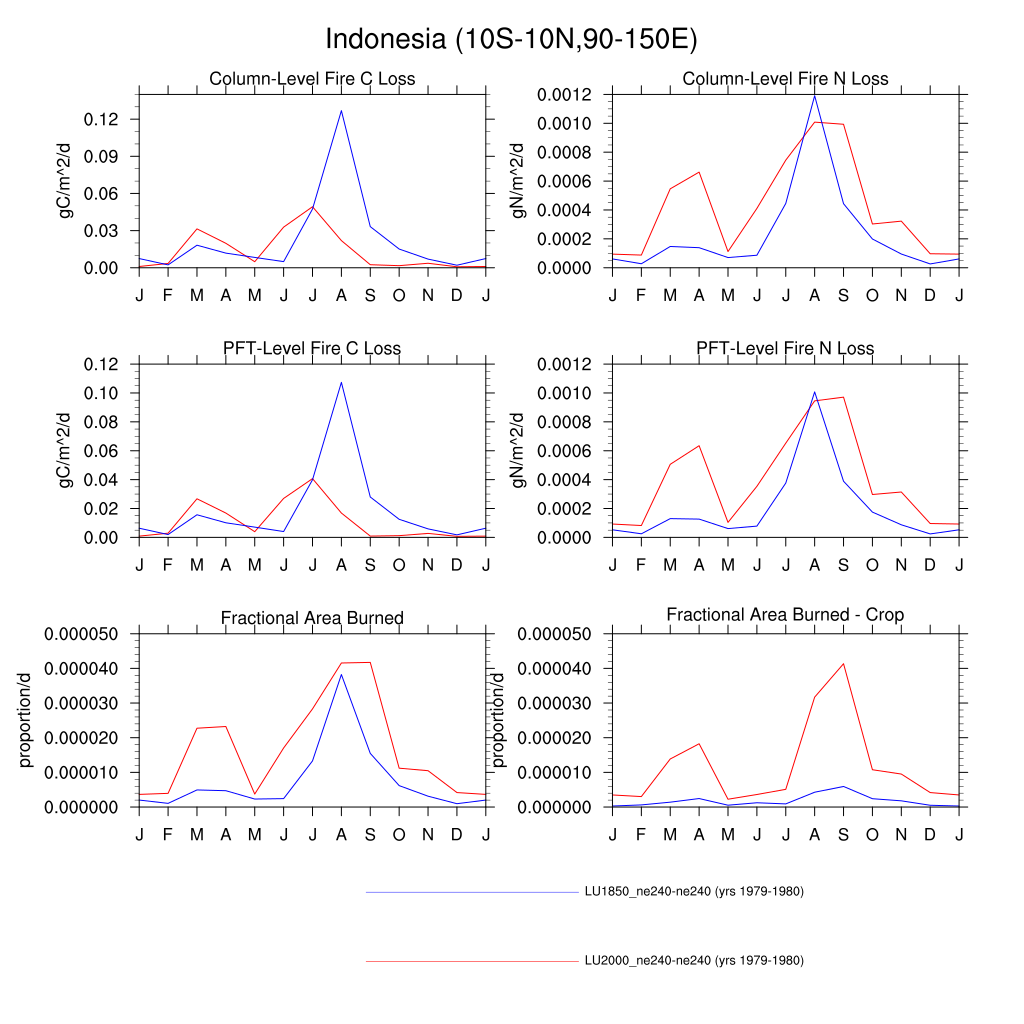 Indonesia (10S-10N,90-150E)
Column-Level Fire C Loss
gC/m^2/d
0.12
0.09
0.06
0.03
0.00
J F M A M J J A S O N D J
Column-Level Fire N Loss
gN/m^2/d
0.0012
0.0010
0.0008
0.0006
0.0004
0.0002
0.0000
J F M A M J J A S O N D J
PFT-Level Fire C Loss
gC/m^2/d
0.12
0.10
0.08
0.06
0.04
0.02
0.00
J F M A M J J A S O N D J
PFT-Level Fire N Loss
gN/m^2/d
0.0012
0.0010
0.0008
0.0006
0.0004
0.0002
0.0000
J F M A M J J A S O N D J
Fractional Area Burned
proportion/d
0.000050
0.000040
0.000030
0.000020
0.000010
0.000000
J F M A M J J A S O N D J
Fractional Area Burned - Crop
proportion/d
0.000050
0.000040
0.000030
0.000020
0.000010
0.000000
J F M A M J J A S O N D J
LU1850_ne240-ne240 (yrs 1979-1980)
LU2000_ne240-ne240 (yrs 1979-1980)